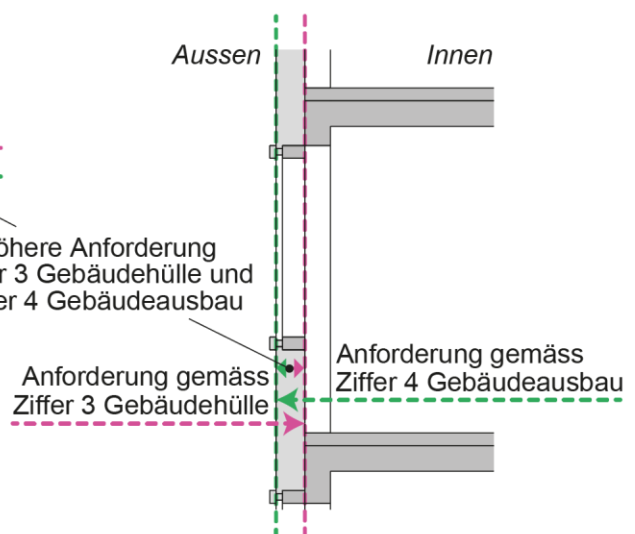 Aussen
Innen
öhere Anforderung
r 3 Gebäudehülle und
er 4 Gebäudeausbau
Anforderung gemäss
Ziffer 3 Gebäudehülle
Anforderung gemäss
Ziffer 4 Gebäudeausbau